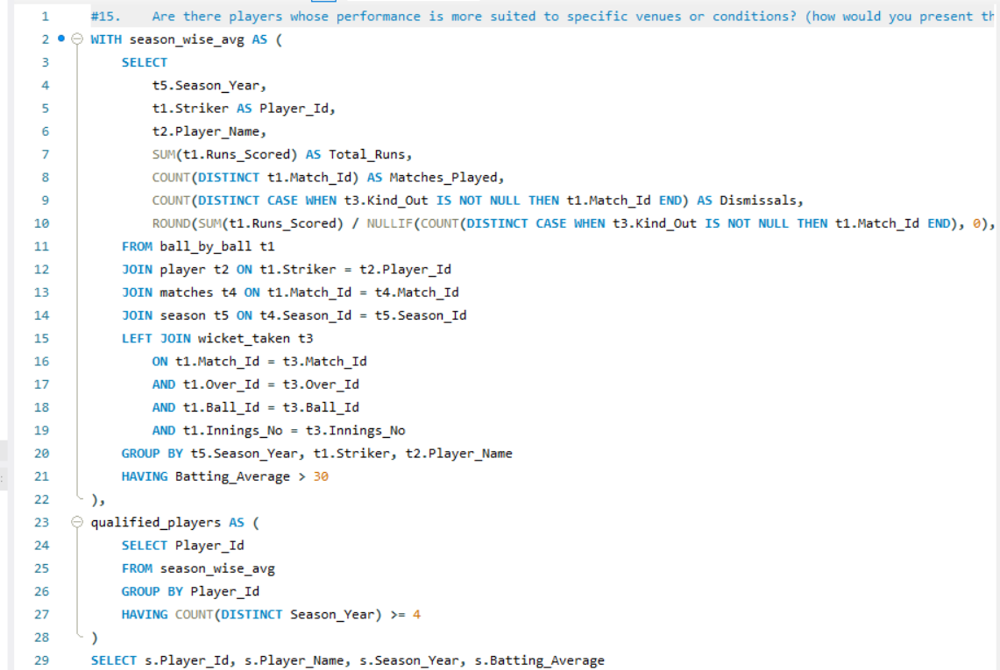 1 #15. Are there players whose performance is more suited to specific venues or conditions? (how would you present th
2 WITH season_wise_avg AS (
3 SELECT
4 t5.Season_Year,
5 t1.Striker AS Player_Id,
6 t2.Player_Name,
7 SUM(t1.Runs_Scored) AS Total_Runs,
8 COUNT(DISTINCT t1.Match_Id) AS Matches_Played,
9 COUNT(DISTINCT CASE WHEN t3.Kind_Out IS NOT NULL THEN t1.Match_Id END) AS Dismissals,
10 ROUND(SUM(t1.Runs_Scored) / NULLIF(COUNT(DISTINCT CASE WHEN t3.Kind_Out IS NOT NULL THEN t1.Match_Id END), 0),
11 FROM ball_by_ball t1
12 JOIN player t2 ON t1.Striker = t2.Player_Id
13 JOIN matches t4 ON t1.Match_Id = t4.Match_Id
14 JOIN season t5 ON t4.Season_Id = t5.Season_Id
15 LEFT JOIN wicket_taken t3
16 ON t1.Match_Id = t3.Match_Id
17 AND t1.Over_Id = t3.Over_Id
18 AND t1.Ball_Id = t3.Ball_Id
19 AND t1.Innings_No = t3.Innings_No
20 GROUP BY t5.Season_Year, t1.Striker, t2.Player_Name
21 HAVING Batting_Average > 30
22 ),
23 qualified_players AS (
24 SELECT Player_Id
25 FROM season_wise_avg
26 GROUP BY Player_Id
27 HAVING COUNT(DISTINCT Season_Year) >= 4
28 )
29 SELECT s.Player_Id, s.Player_Name, s.Season_Year, s.Batting_Average